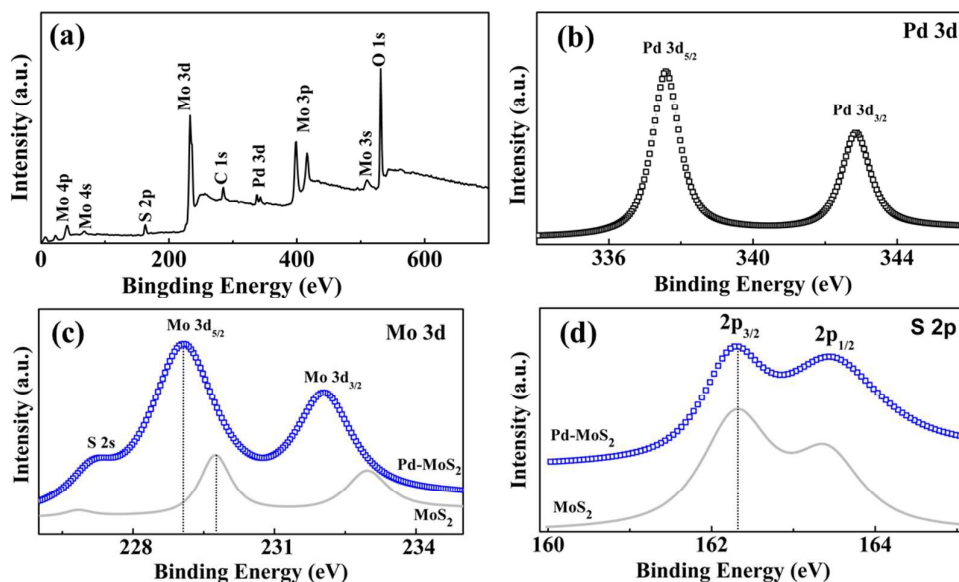 (a)
Intensity (a.u.)
Mo 4p
Mo 4s
S 2p
Mo 3d
C 1s
Pd 3d
Mo 3p
Mo 3s
O 1s
0 200 400 600
Bingding Energy (eV)
(b)
Pd 3d
Intensity (a.u.)
Pd 3d5/2
Pd 3d3/2
336 340 344
Binding Energy (eV)
(c)
Mo 3d
Intensity (a.u.)
S 2s
Mo 3d5/2
Mo 3d3/2
Pd-MoS2
MoS2
228 231 234
Binding Energy (eV)
(d)
S 2p
Intensity (a.u.)
2p3/2
2p1/2
Pd-MoS2
MoS2
160 162 164
Binding Energy (eV)